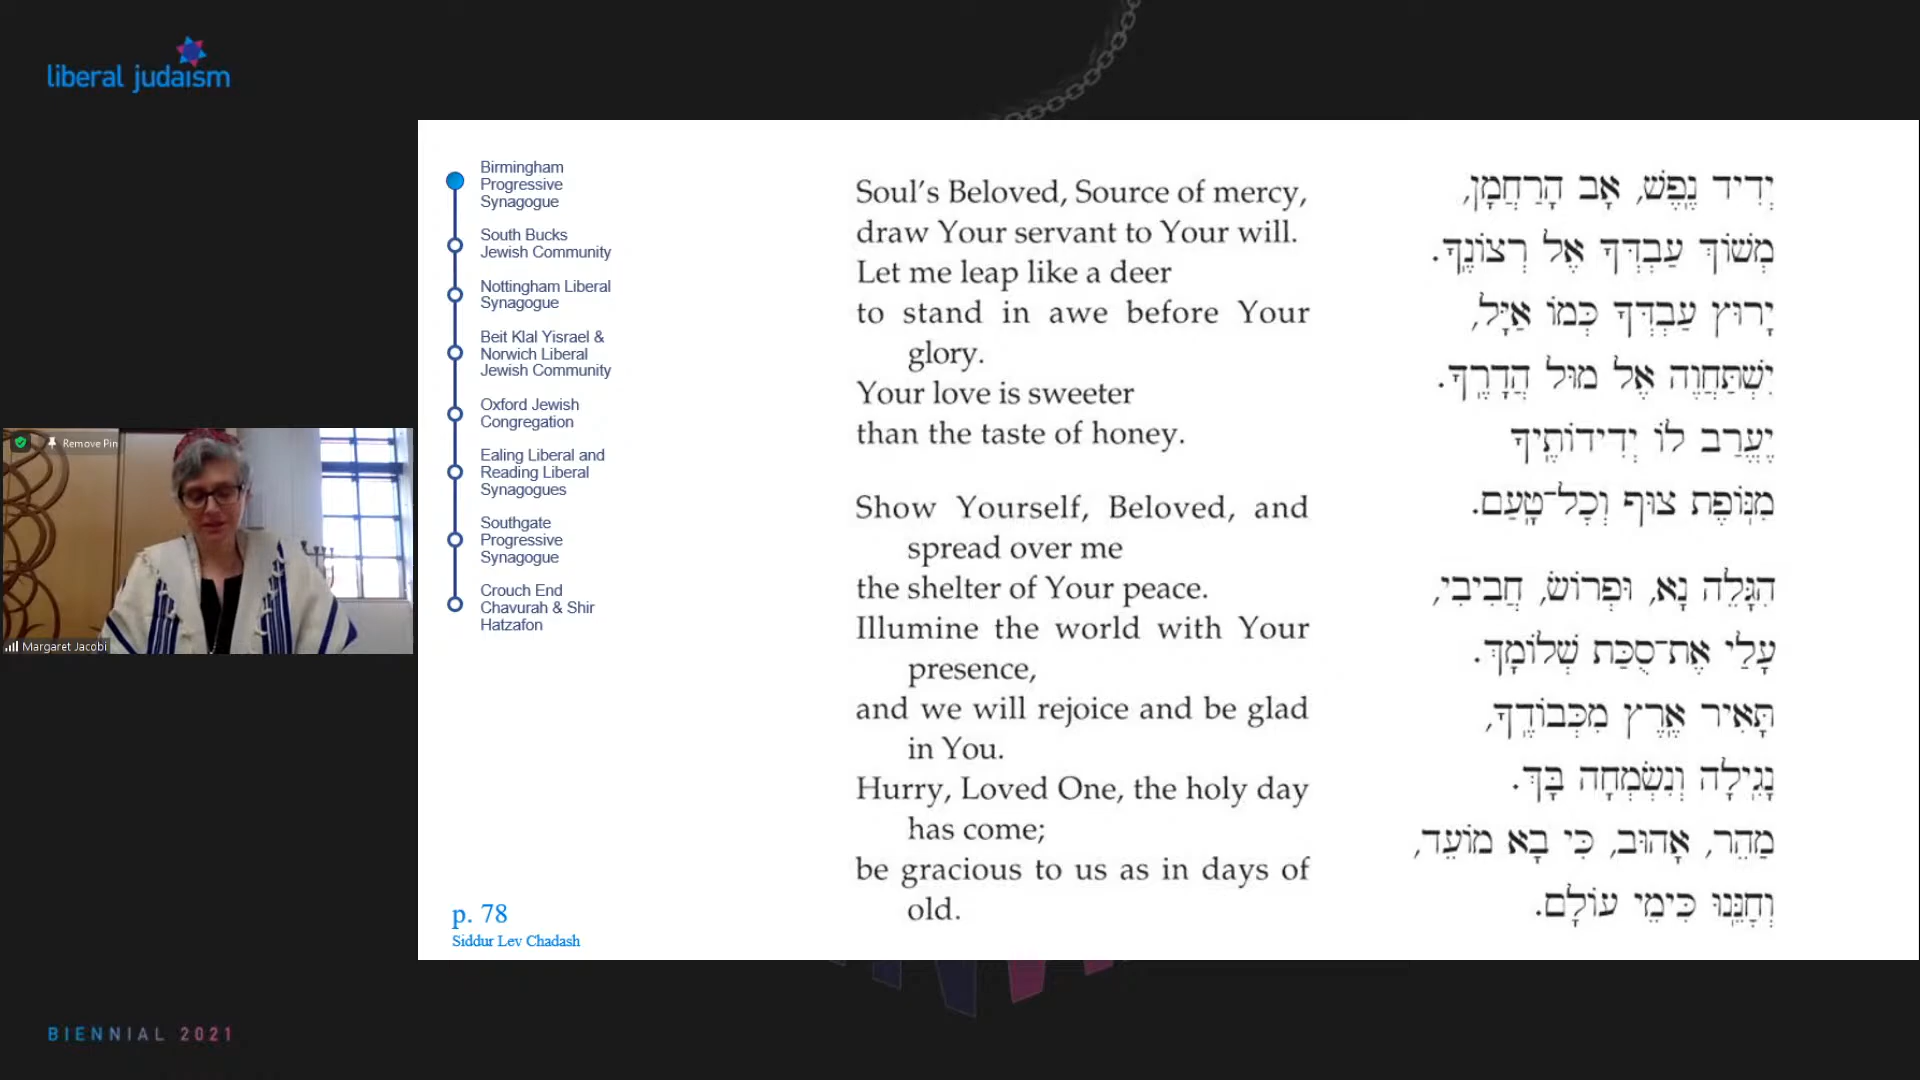 liberal judaism
Birmingham
Progressive
Synagogue
South Bucks
Jewish Community
Nottingham Liberal
Synagogue
Beit Klal Yisrael &
Norwich Liberal
Jewish Community
Oxford Jewish
Congregation
Ealing Liberal and
Reading Liberal
Synagogues
Southgate
Progressive
Synagogue
Crouch End
Chavurah & Shir
Hatzafon
Soul's Beloved, Source of mercy,
draw Your servant to Your will.
Let me leap like a deer
to stand in awe before Your
glory.
Your love is sweeter
than the taste of honey.
Show Yourself, Beloved, and
spread over me
the shelter of Your peace.
Illumine the world with Your
presence,
and we will rejoice and be glad
in You.
Hurry, Loved One, the holy day
has come;
be gracious to us as in days of
old.
יְדִיד נֶֽפֶשׁ, אָב הָרַחֲמָן,
מְשׁוֹךְ עַבְדְּךָ אֶל רְצוֹנֶֽךָ.
יָרוּץ עַבְדְּךָ כְּמוֹ אַיָּל,
יִשְׁתַּחֲוֶה אֶל מוּל הֲדָרֶֽךָ.
יֶעֱרַב לוֹ יְדִידוֹתֶֽיךָ
מִנּֽוֹפֶת צוּף וְכָל־טָֽעַם.
הִגָּלֵה נָא, וּפְרוֹשׂ, חֲבִיבִי,
עָלַי אֶת־סֻכַּת שְׁלוֹמָךְ.
תָּאִיר אֶֽרֶץ מִכְּבוֹדֶֽךָ,
נָגִֽילָה וְנִשְׂמְחָה בָּךְ.
מַהֵר, אָהוּב, כִּי בָא מוֹעֵד,
וְחָנֵּֽנוּ כִּימֵי עוֹלָם.
p. 78
Siddur Lev Chadash
Remove Pin
Margaret Jacobi
BIENNIAL 2021